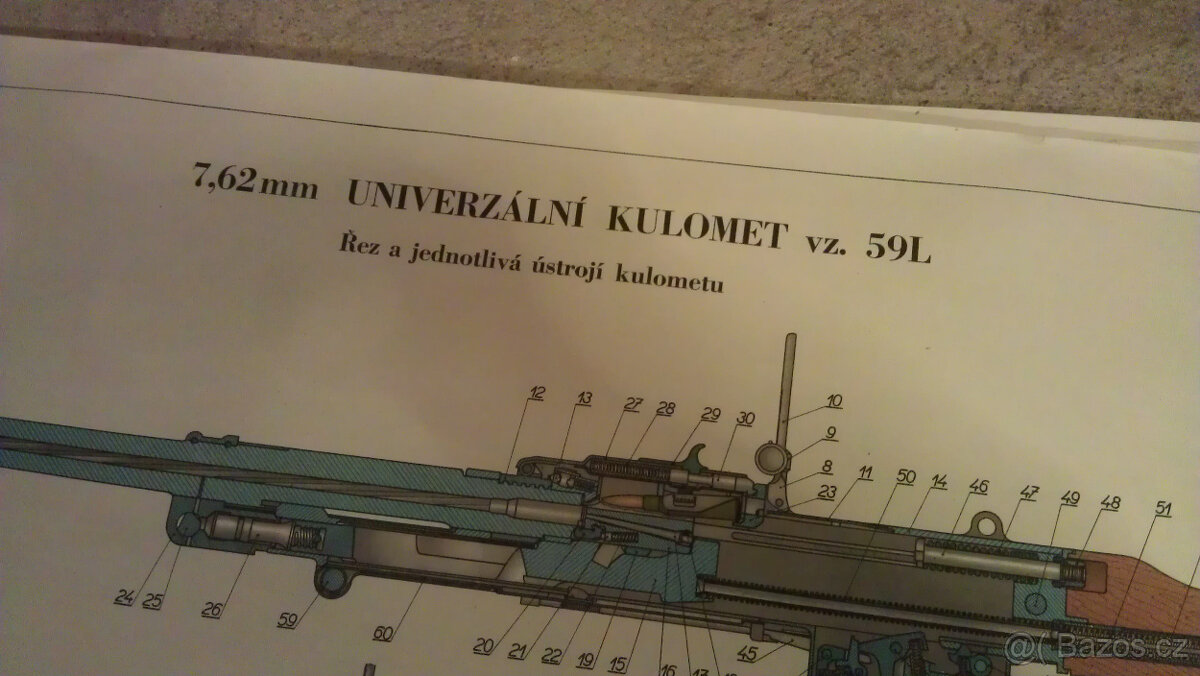 7,62mm UNIVERZÁLNÍ KULOMET vz. 59L
Řez a jednotlivá ústrojí kulometu
12 13 27 28 29 30 10
9
8
23 11 50 14 46 47 49 48 51
24 25 26 59 60
20 21 22 19 15 16 17 45
@( Bazos.cz